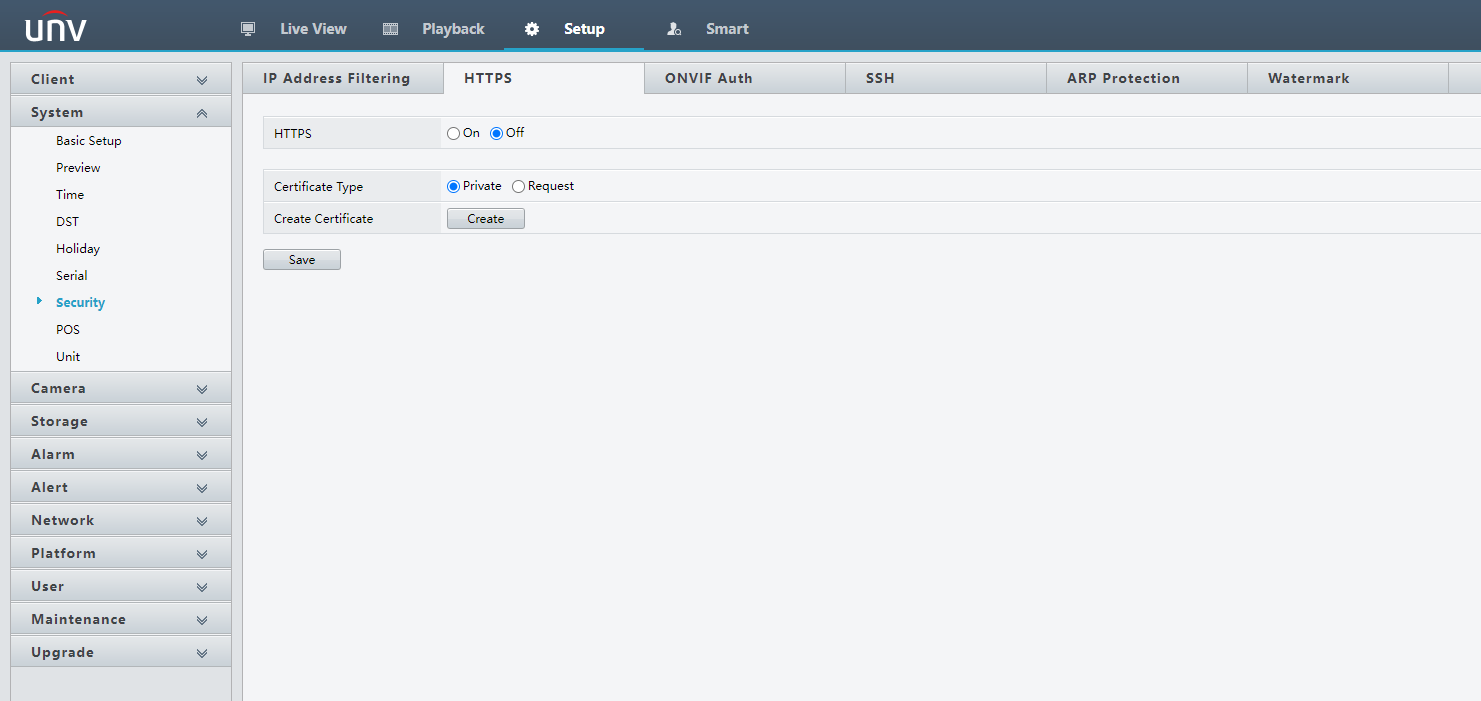 unv
Live View
Playback
Setup
Smart
Client
System
Basic Setup
Preview
Time
DST
Holiday
Serial
Security
POS
Unit
Camera
Storage
Alarm
Alert
Network
Platform
User
Maintenance
Upgrade
IP Address Filtering
HTTPS
ONVIF Auth
SSH
ARP Protection
Watermark
HTTPS On Off
Certificate Type Private Request
Create Certificate Create
Save